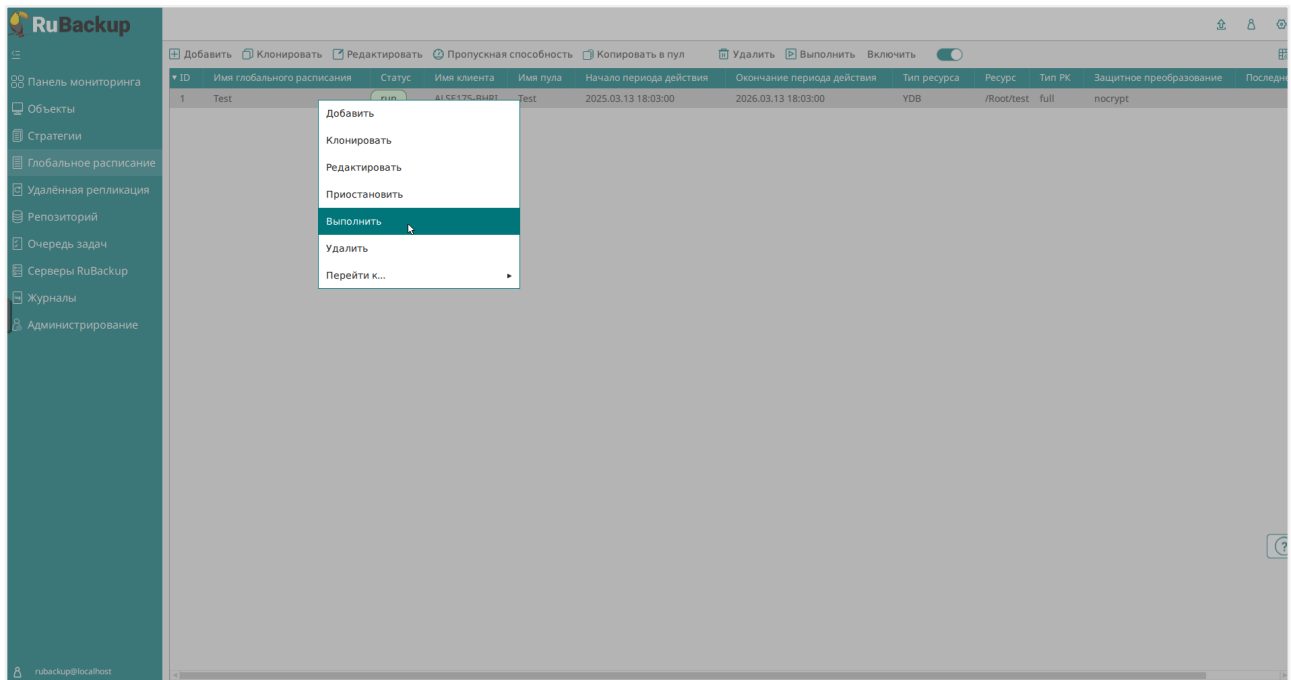 RuBackup
Добавить Клонировать Редактировать Пропускная способность Копировать в пул Удалить Выполнить Включить
ID Имя глобального расписания Статус Имя клиента Имя пула Начало периода действия Окончание периода действия Тип ресурса Ресурс Тип РК Защитное преобразование Последне
1 Test run ALSE175-BHRI Test 2025.03.13 18:03:00 2026.03.13 18:03:00 YDB /Root/test full nocrypt
Панель мониторинга
Объекты
Стратегии
Глобальное расписание
Удалённая репликация
Репозиторий
Очередь задач
Серверы RuBackup
Журналы
Администрирование
Добавить
Клонировать
Редактировать
Приостановить
Выполнить
Удалить
Перейти к...
?
rubackup@localhost